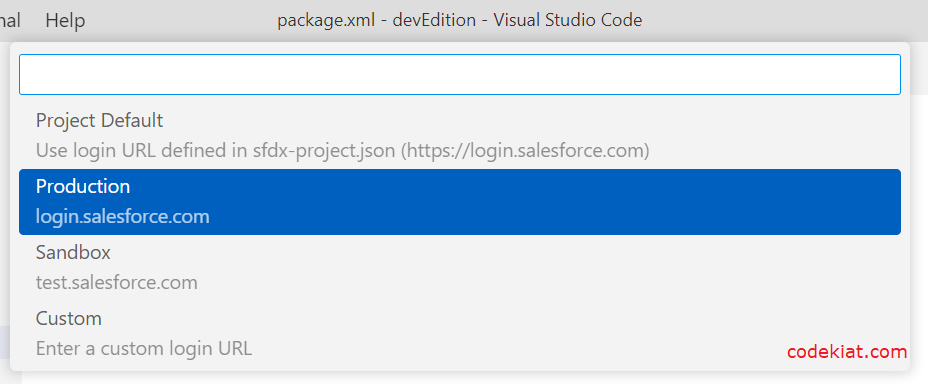 nal Help package.xml - devEdition - Visual Studio Code
Project Default
Use login URL defined in sfdx-project.json (https://login.salesforce.com)
Production
login.salesforce.com
Sandbox
test.salesforce.com
Custom
Enter a custom login URL
codekiat.com